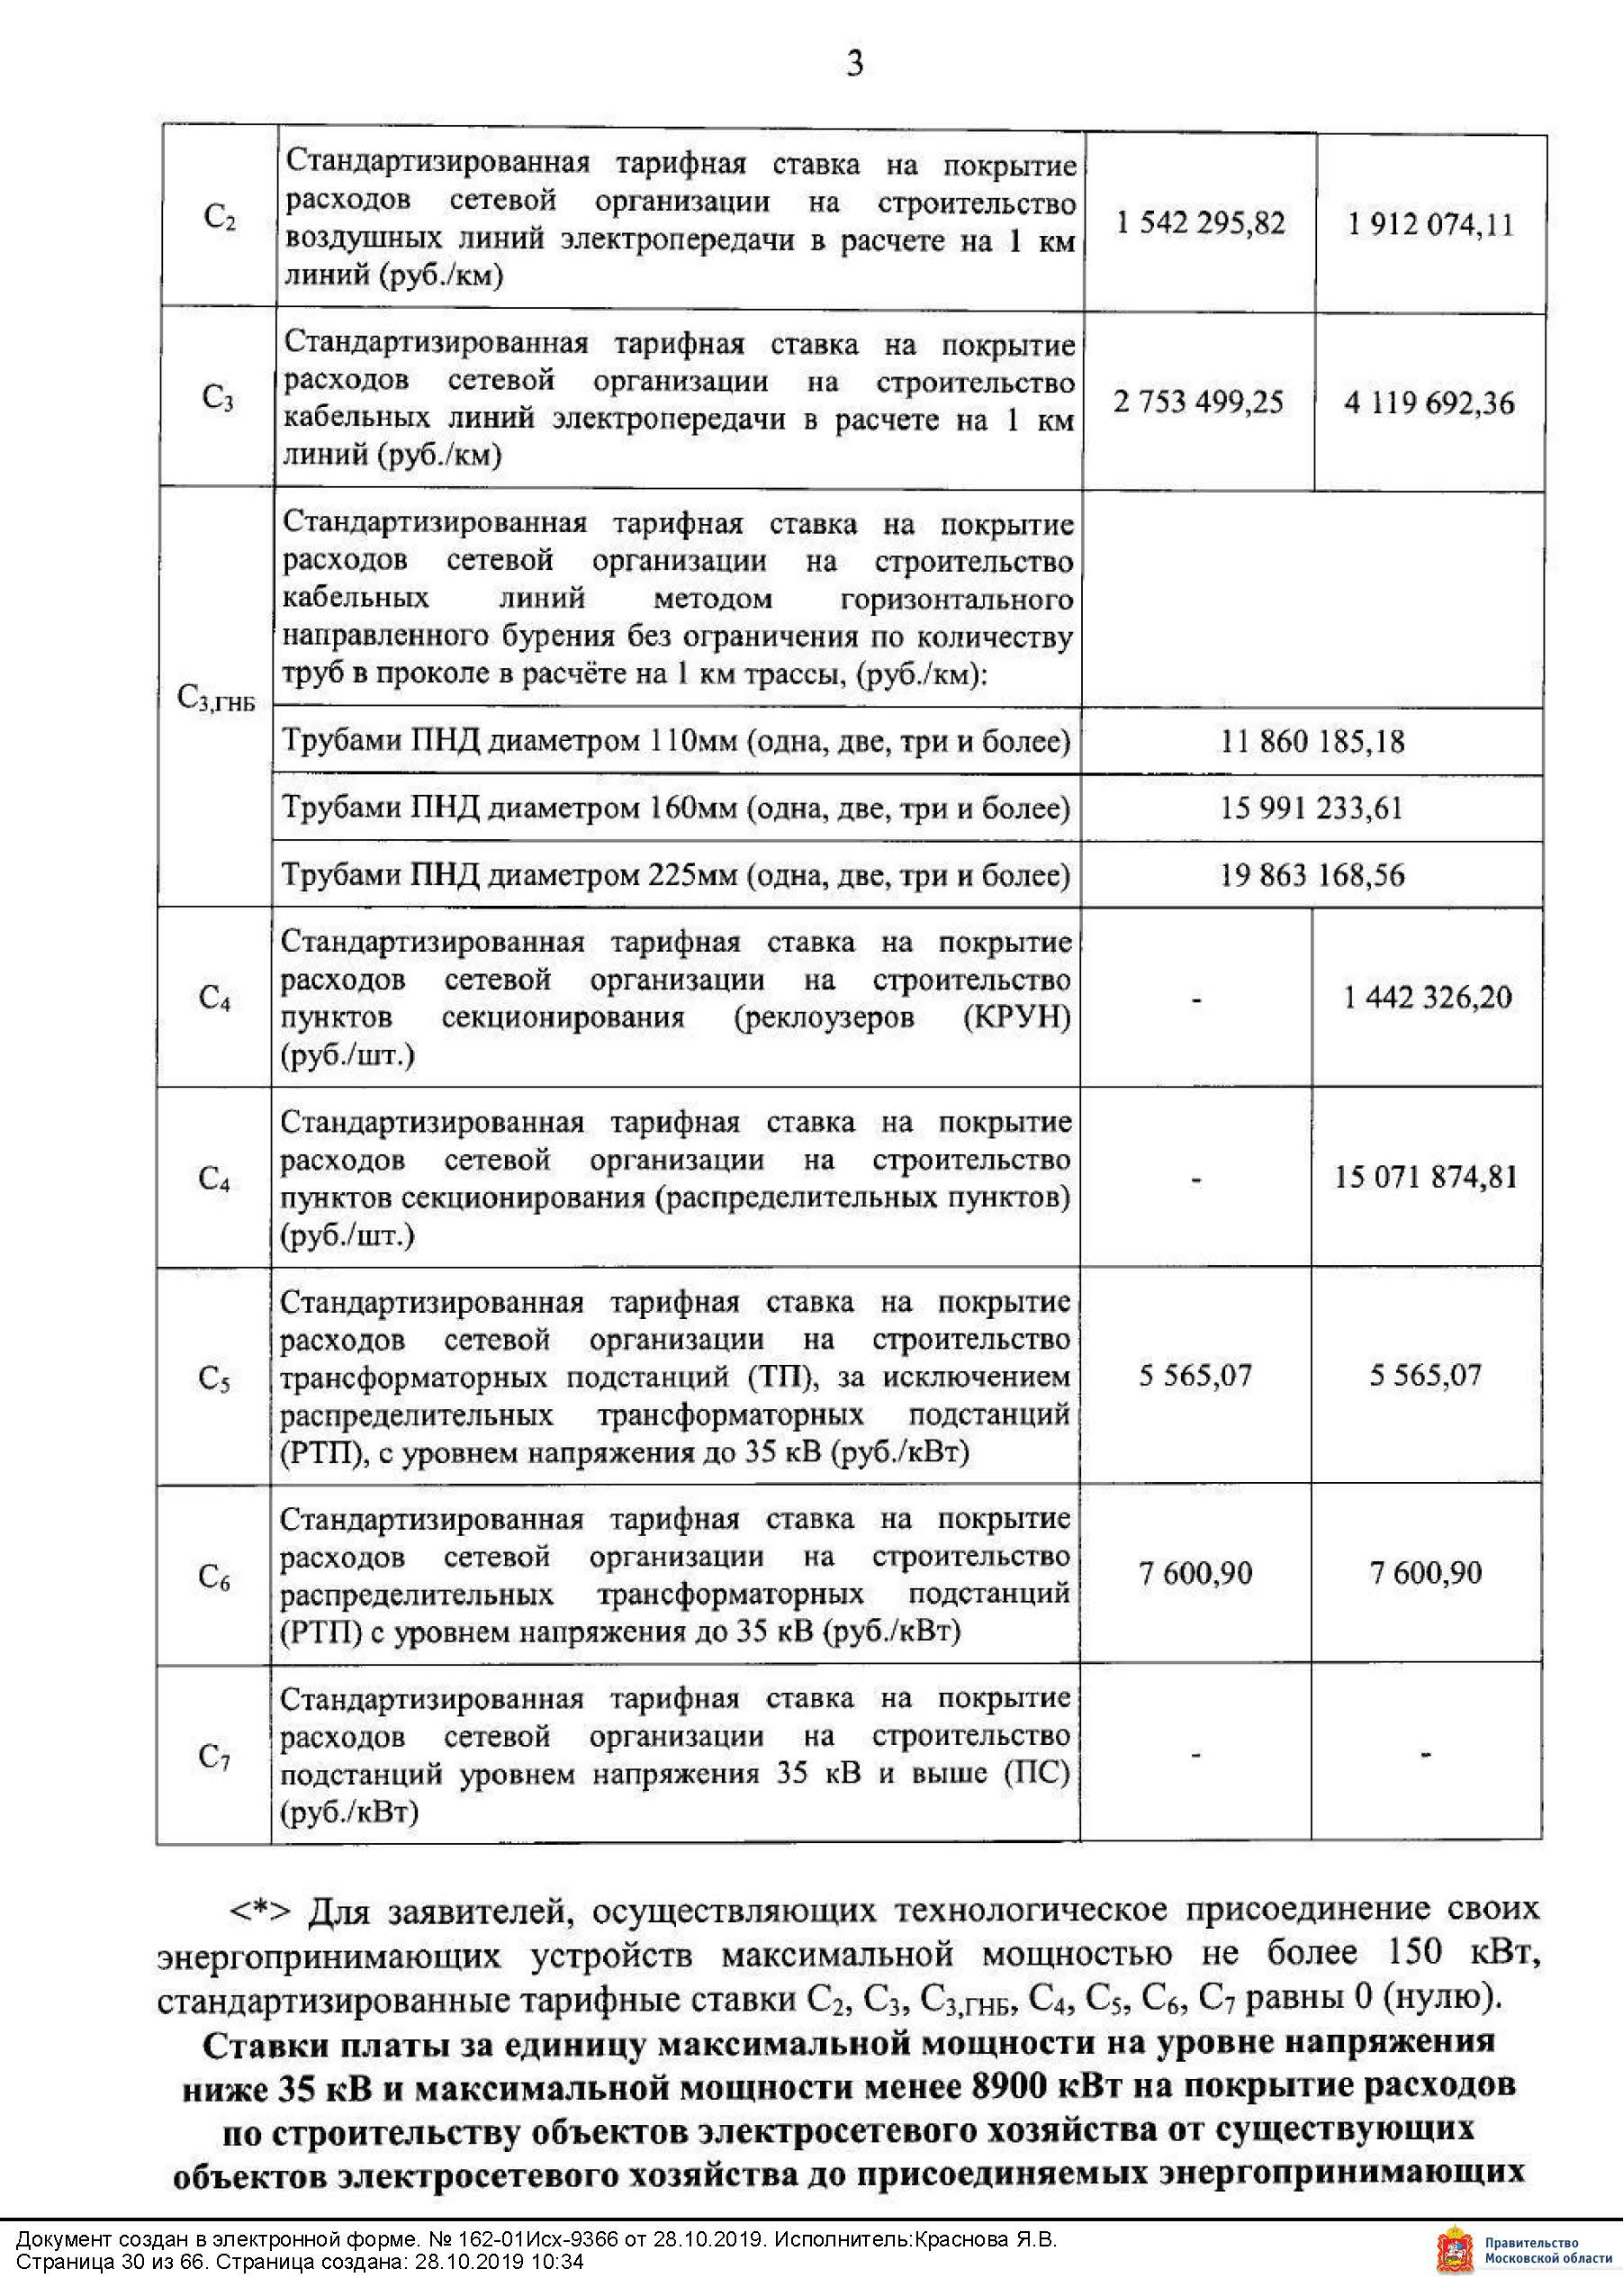 3
Стандартизированная тарифная ставка на покрытие
расходов сетевой организации на строительство
C2
воздушных линий электропередачи в расчете на 1 км
линий (руб./км)
1 542 295,82
1 912 074,11
Стандартизированная тарифная ставка на покрытие
расходов сетевой организации на строительство
C3
кабельных линий электропередачи в расчете на 1 км
линий (руб./км)
2 753 499,25
4 119 692,36
Стандартизированная тарифная ставка на покрытие
расходов сетевой организации на строительство
кабельных линий методом горизонтального
направленного бурения без ограничения по количеству
труб в проколе в расчёте на 1 км трассы, (руб./км):
C3,ГНБ
Трубами ПНД диаметром 110мм (одна, две, три и более)
11 860 185,18
Трубами ПНД диаметром 160мм (одна, две, три и более)
15 991 233,61
Трубами ПНД диаметром 225мм (одна, две, три и более)
19 863 168,56
Стандартизированная тарифная ставка на покрытие
расходов сетевой организации на строительство
C4
пунктов секционирования (реклоузеров (КРУН)
(руб./шт.)
-
1 442 326,20
Стандартизированная тарифная ставка на покрытие
расходов сетевой организации на строительство
C4
пунктов секционирования (распределительных пунктов)
(руб./шт.)
-
15 071 874,81
Стандартизированная тарифная ставка на покрытие
расходов сетевой организации на строительство
C5
трансформаторных подстанций (ТП), за исключением
распределительных трансформаторных подстанций
(РТП), с уровнем напряжения до 35 кВ (руб./кВт)
5 565,07
5 565,07
Стандартизированная тарифная ставка на покрытие
расходов сетевой организации на строительство
C6
распределительных трансформаторных подстанций
(РТП) с уровнем напряжения до 35 кВ (руб./кВт)
7 600,90
7 600,90
Стандартизированная тарифная ставка на покрытие
расходов сетевой организации на строительство
C7
подстанций уровнем напряжения 35 кВ и выше (ПС)
(руб./кВт)
-
-
<*> Для заявителей, осуществляющих технологическое присоединение своих
энергопринимающих устройств максимальной мощностью не более 150 кВт,
стандартизированные тарифные ставки C2, C3, C3,ГНБ, C4, C5, C6, C7 равны 0 (нулю).
Ставки платы за единицу максимальной мощности на уровне напряжения
ниже 35 кВ и максимальной мощности менее 8900 кВт на покрытие расходов
по строительству объектов электросетевого хозяйства от существующих
объектов электросетевого хозяйства до присоединяемых энергопринимающих
Документ создан в электронной форме. № 162-01Исх-9366 от 28.10.2019. Исполнитель:Краснова Я.В.
Страница 30 из 66. Страница создана: 28.10.2019 10:34
Правительство
Московской области